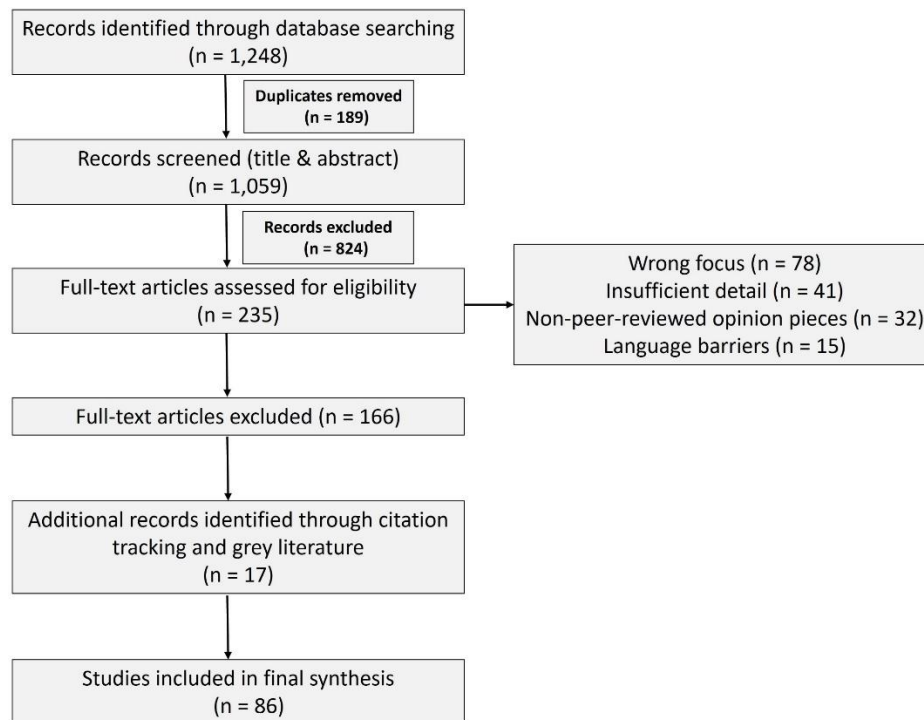 Records identified through database searching
(n = 1,248)
Duplicates removed
(n = 189)
Records screened (title & abstract)
(n = 1,059)
Records excluded
(n = 824)
Full-text articles assessed for eligibility
(n = 235)
Wrong focus (n = 78)
Insufficient detail (n = 41)
Non-peer-reviewed opinion pieces (n = 32)
Language barriers (n = 15)
Full-text articles excluded (n = 166)
Additional records identified through citation
tracking and grey literature
(n = 17)
Studies included in final synthesis
(n = 86)